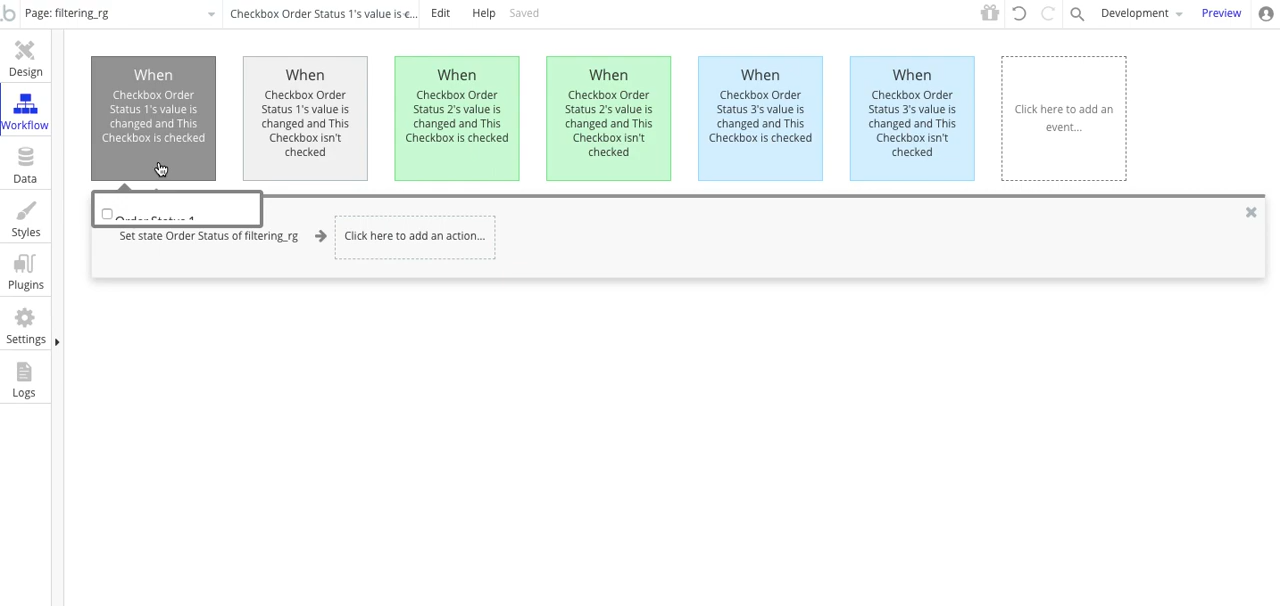 .b Page: filtering_rg Checkbox Order Status 1's value is c... Edit Help Saved Development Preview
Design
Workflow
Data
Styles
Plugins
Settings
Logs
When
Checkbox Order
Status 1's value is
changed and This
Checkbox is checked
When
Checkbox Order
Status 1's value is
changed and This
Checkbox isn't
checked
When
Checkbox Order
Status 2's value is
changed and This
Checkbox is checked
When
Checkbox Order
Status 2's value is
changed and This
Checkbox isn't
checked
When
Checkbox Order
Status 3's value is
changed and This
Checkbox is checked
When
Checkbox Order
Status 3's value is
changed and This
Checkbox isn't
checked
Click here to add an
event...
Order Status 1
Set state Order Status of filtering_rg
Click here to add an action...